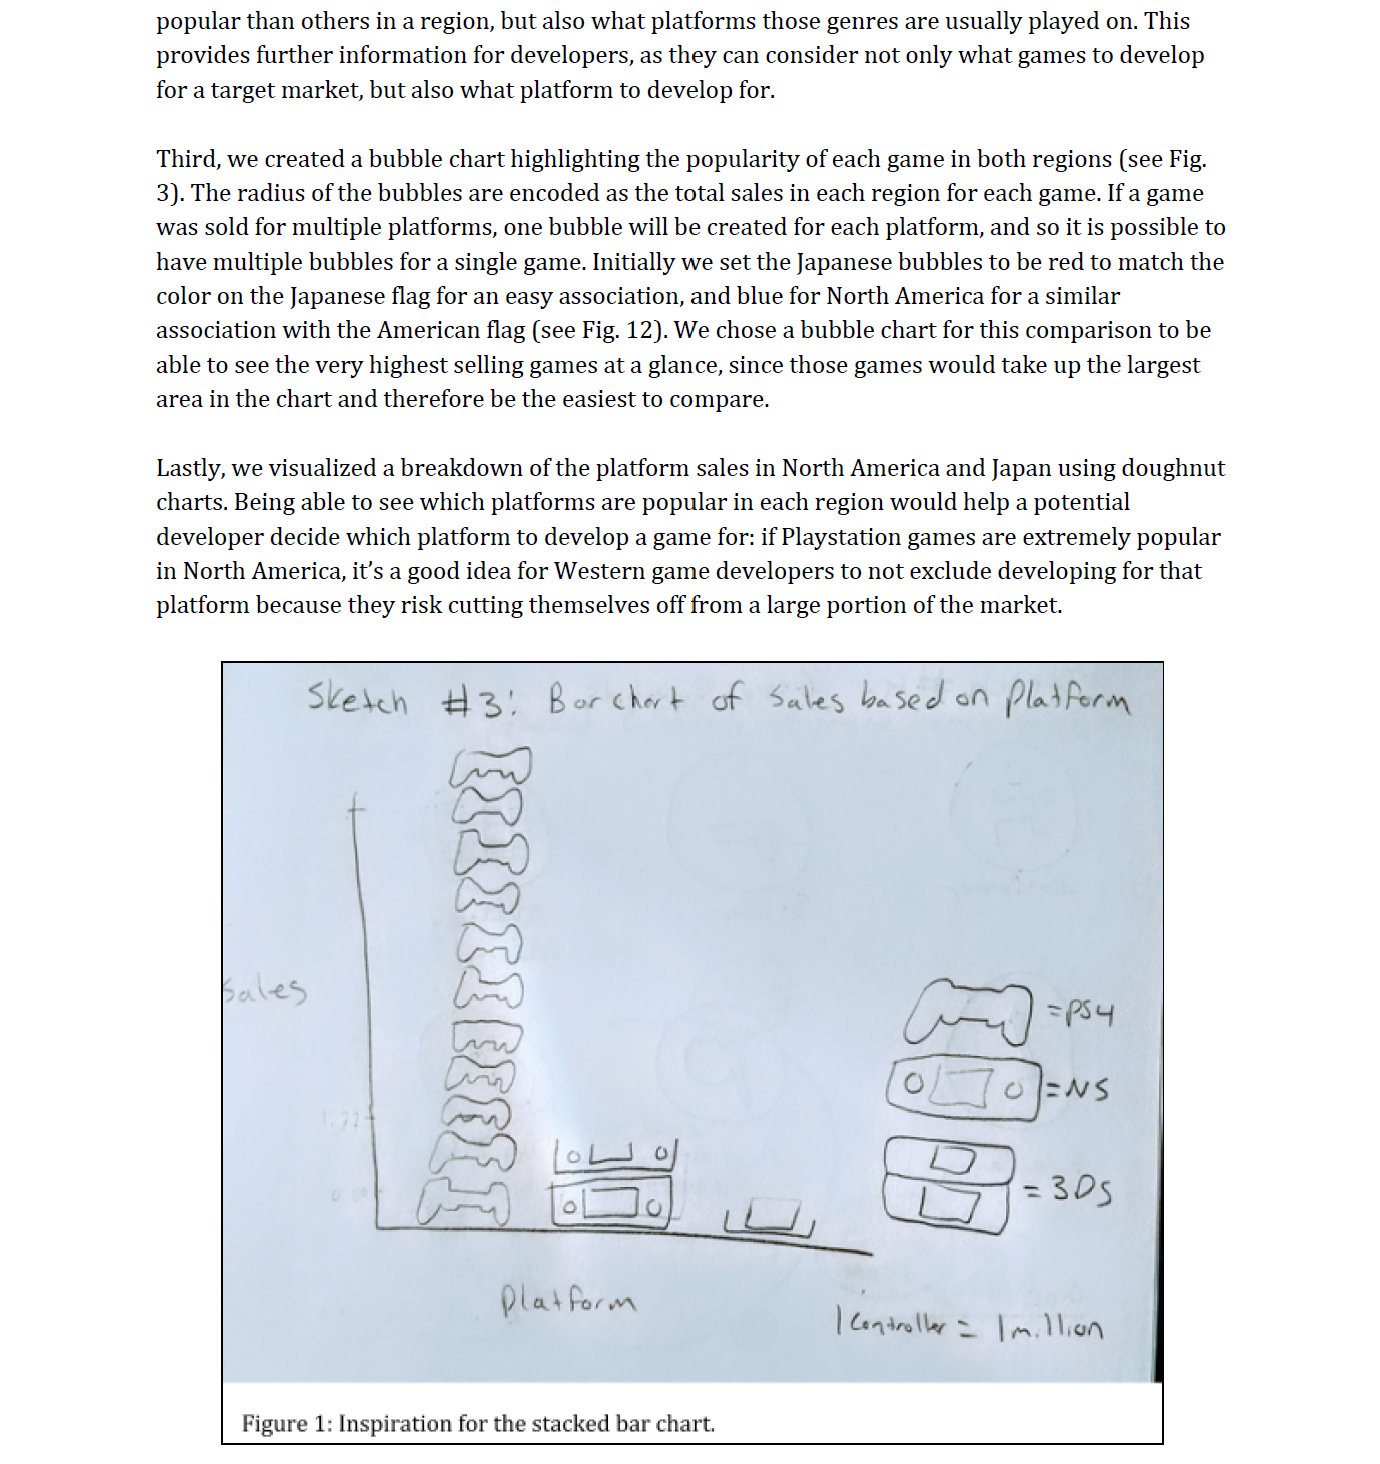 popular than others in a region, but also what platforms those genres are usually played on. This
provides further information for developers, as they can consider not only what games to develop
for a target market, but also what platform to develop for.
Third, we created a bubble chart highlighting the popularity of each game in both regions (see Fig.
3). The radius of the bubbles are encoded as the total sales in each region for each game. If a game
was sold for multiple platforms, one bubble will be created for each platform, and so it is possible to
have multiple bubbles for a single game. Initially we set the Japanese bubbles to be red to match the
color on the Japanese flag for an easy association, and blue for North America for a similar
association with the American flag (see Fig. 12). We chose a bubble chart for this comparison to be
able to see the very highest selling games at a glance, since those games would take up the largest
area in the chart and therefore be the easiest to compare.
Lastly, we visualized a breakdown of the platform sales in North America and Japan using doughnut
charts. Being able to see which platforms are popular in each region would help a potential
developer decide which platform to develop a game for: if Playstation games are extremely popular
in North America, it's a good idea for Western game developers to not exclude developing for that
platform because they risk cutting themselves off from a large portion of the market.
Sketch #3: Bar chart of Sales based on Platform
Sales
=PS4
=NS
= 3DS
Platform
1 Controller = 1 million
Figure 1: Inspiration for the stacked bar chart.